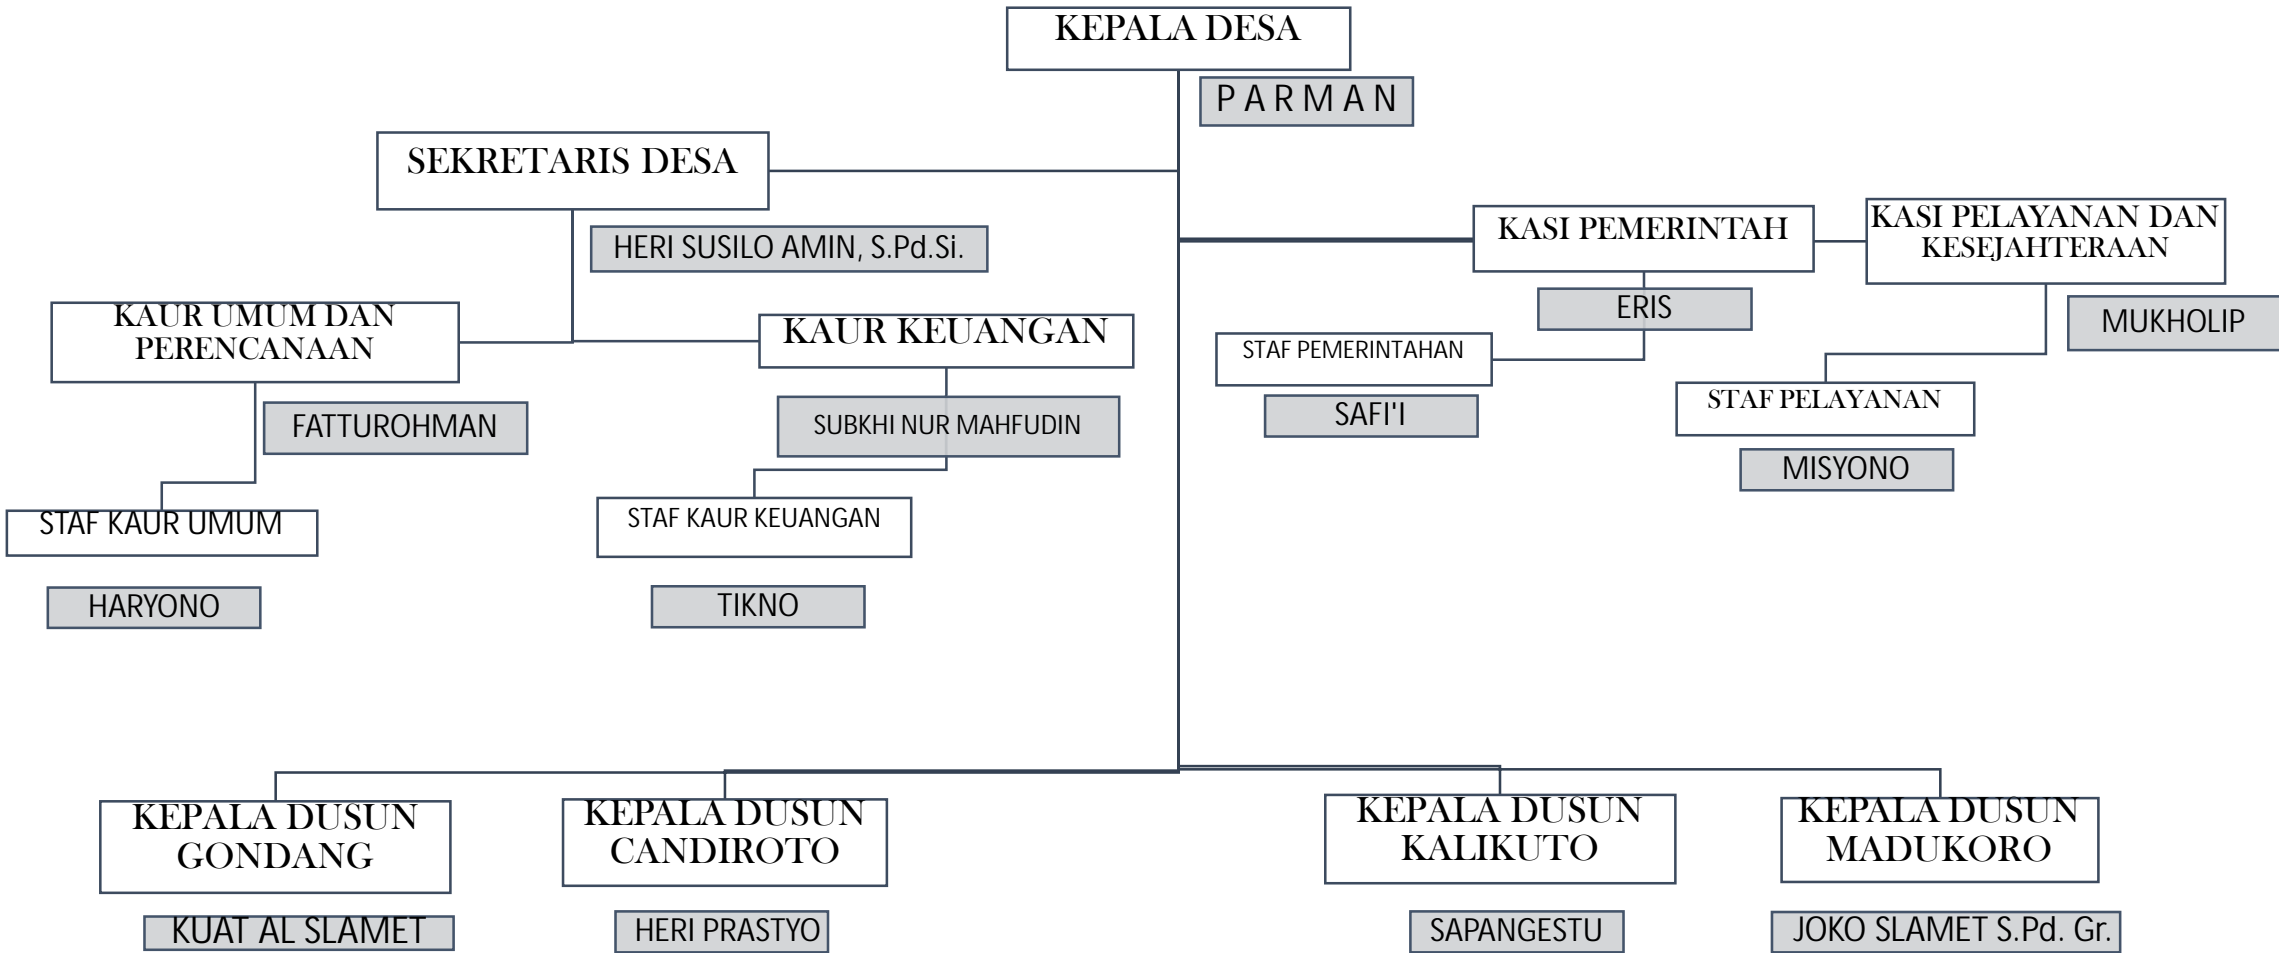 KEPALA DESA
P A R M A N
SEKRETARIS DESA
HERI SUSILO AMIN, S.Pd.Si.
KASI PEMERINTAH
ERIS
KASI PELAYANAN DAN
KESEJAHTERAAN
MUKHOLIP
KAUR UMUM DAN
PERENCANAAN
FATTUROHMAN
KAUR KEUANGAN
SUBKHI NUR MAHFUDIN
STAF PEMERINTAHAN
SAFI'I
STAF PELAYANAN
MISYONO
STAF KAUR UMUM
HARYONO
STAF KAUR KEUANGAN
TIKNO
KEPALA DUSUN
GONDANG
KUAT AL SLAMET
KEPALA DUSUN
CANDIROTO
HERI PRASTYO
KEPALA DUSUN
KALIKUTO
SAPANGESTU
KEPALA DUSUN
MADUKORO
JOKO SLAMET S.Pd. Gr.